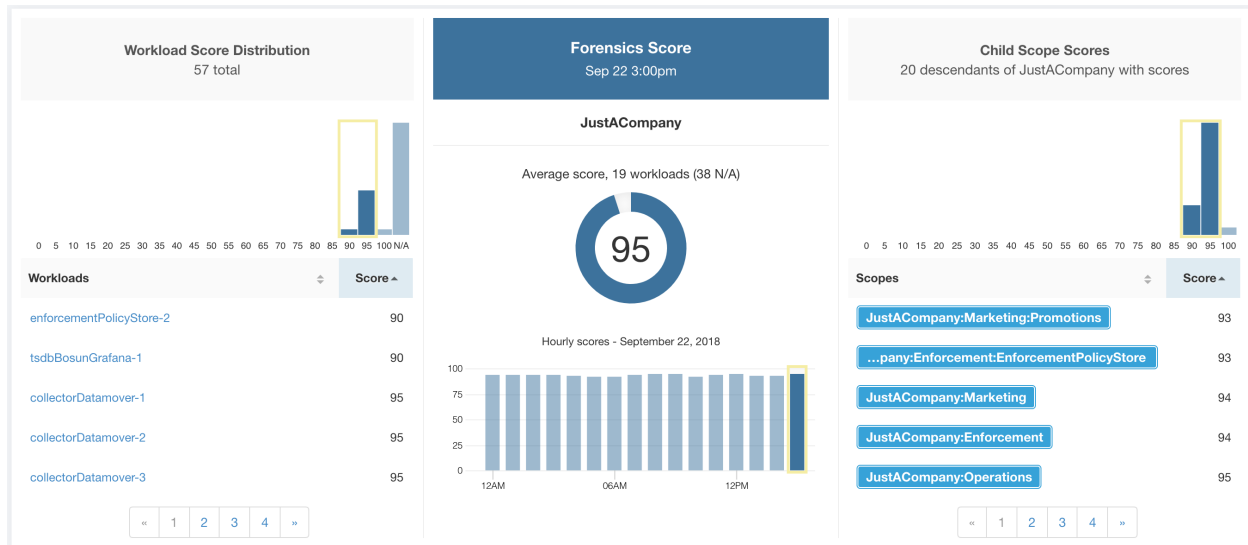 Workload Score Distribution
57 total
0 5 10 15 20 25 30 35 40 45 50 55 60 65 70 75 80 85 90 95 100 N/A
Workloads Score
enforcementPolicyStore-2 90
tsdbBosunGrafana-1 90
collectorDatamover-1 95
collectorDatamover-2 95
collectorDatamover-3 95
« 1 2 3 4 »
Forensics Score
Sep 22 3:00pm
JustACompany
Average score, 19 workloads (38 N/A)
95
Hourly scores - September 22, 2018
100
75
50
25
0
12AM 06AM 12PM
Child Scope Scores
20 descendants of JustACompany with scores
0 5 10 15 20 25 30 35 40 45 50 55 60 65 70 75 80 85 90 95 100
Scopes Score
JustACompany:Marketing:Promotions 93
...pany:Enforcement:EnforcementPolicyStore 93
JustACompany:Marketing 94
JustACompany:Enforcement 94
JustACompany:Operations 95
« 1 2 3 4 »